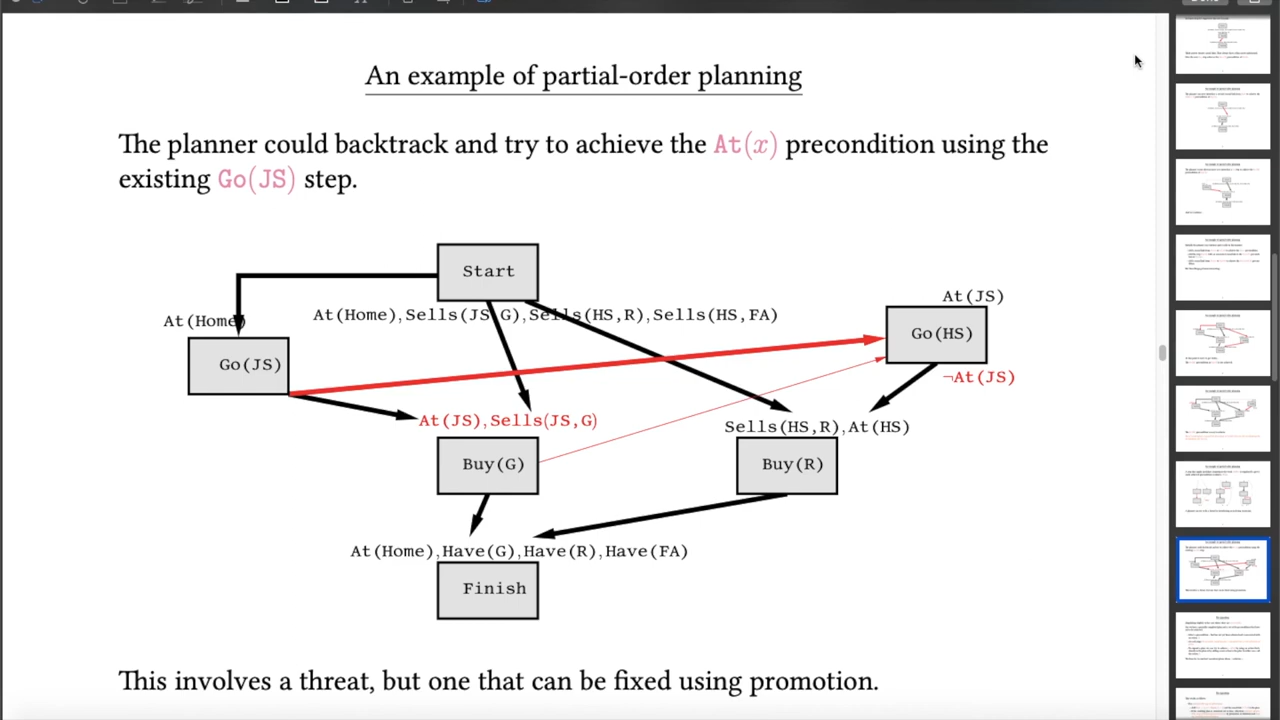 An example of partial-order planning
The planner could backtrack and try to achieve the At(x) precondition using the
existing Go(JS) step.
Start
At(Home)
At(Home),Sells(JS,G),Sells(HS,R),Sells(HS,FA)
At(JS)
Go(HS)
Go(JS)
¬At(JS)
At(JS),Sells(JS,G)
Sells(HS,R),At(HS)
Buy(G)
Buy(R)
At(Home),Have(G),Have(R),Have(FA)
Finish
This involves a threat, but one that can be fixed using promotion.